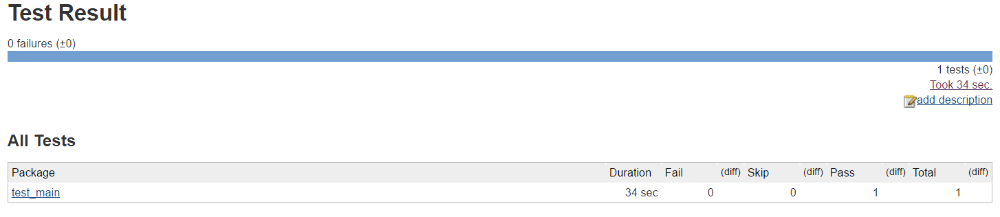 Test Result
0 failures (±0)
1 tests (±0)
Took 34 sec.
add description
All Tests
Package Duration Fail (diff) Skip (diff) Pass (diff) Total (diff)
test_main 34 sec 0 0 1 1